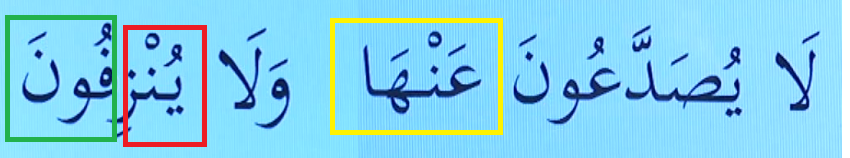 لَا يُصَدَّعُونَ عَنْهَا وَلَا يُنْزِفُونَ